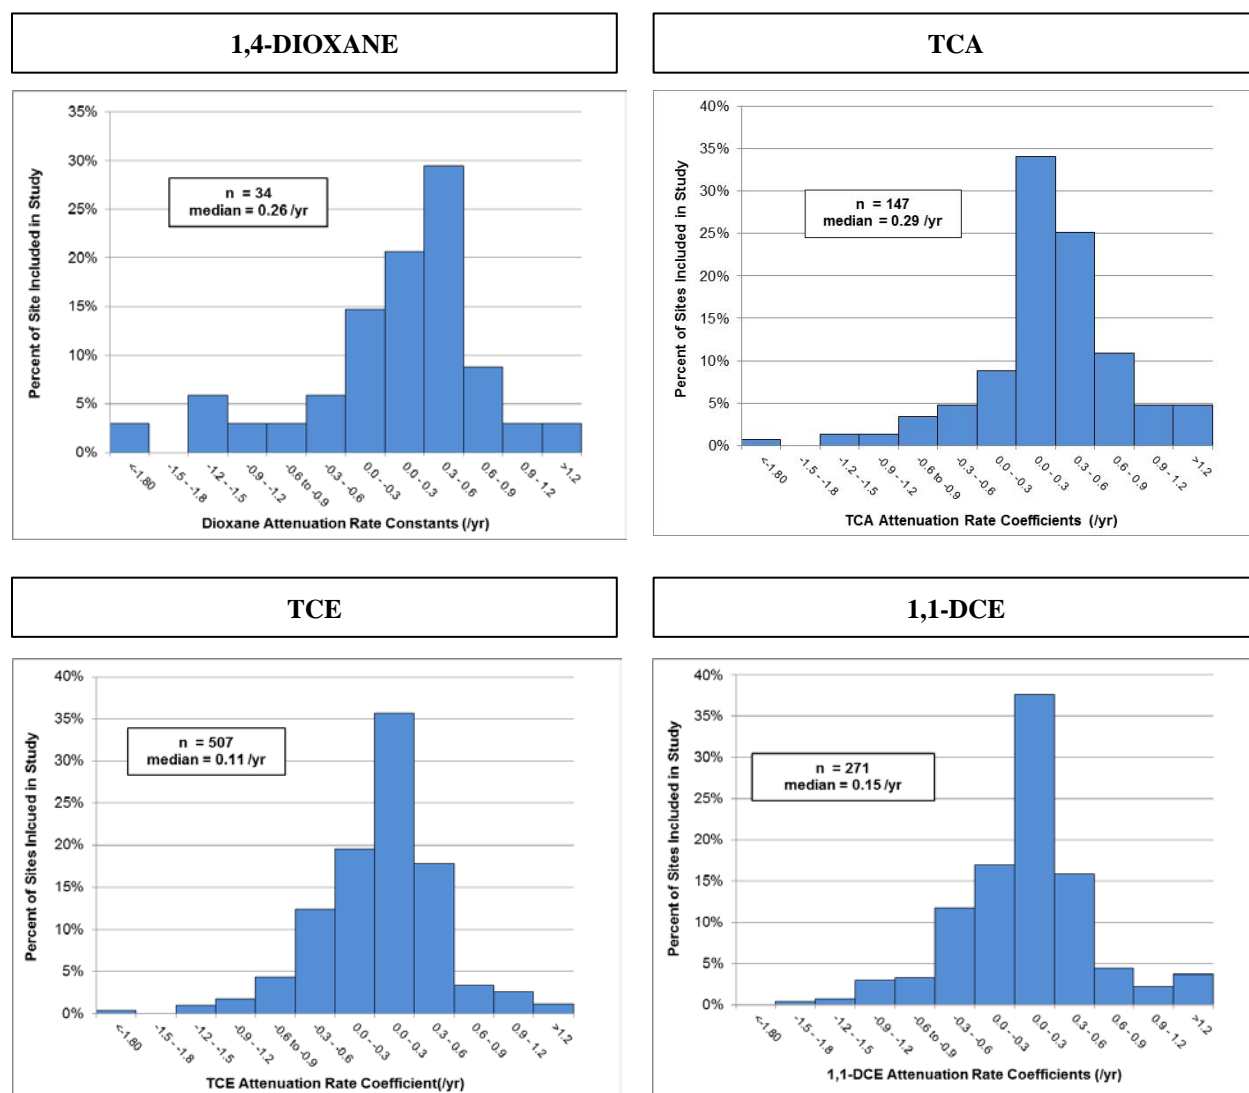 1,4-DIOXANE
35%
30%
25%
20%
15%
10%
5%
0%
Percent of Site Included in Study
n = 34
median = 0.26 /yr
<-1.80
-1.5 - -1.8
-1.2 - -1.5
-0.9 - -1.2
-0.6 to -0.9
-0.3 - -0.6
0.0 - -0.3
0.0 - 0.3
0.3 - 0.6
0.6 - 0.9
0.9 - 1.2
>1.2
Dioxane Attenuation Rate Constants (/yr)
TCA
40%
35%
30%
25%
20%
15%
10%
5%
0%
Percent of Sites Included in Study
n = 147
median = 0.29 /yr
<-1.80
-1.5 - -1.8
-1.2 - -1.5
-0.9 - -1.2
-0.6 to -0.9
-0.3 - -0.6
0.0 - -0.3
0.0 - 0.3
0.3 - 0.6
0.6 - 0.9
0.9 - 1.2
>1.2
TCA Attenuation Rate Coefficients (/yr)
TCE
40%
35%
30%
25%
20%
15%
10%
5%
0%
Percent of Sites Inlcued in Study
n = 507
median = 0.11 /yr
<-1.80
-1.5 - -1.8
-1.2 - -1.5
-0.9 - -1.2
-0.6 to -0.9
-0.3 - -0.6
0.0 - -0.3
0.0 - 0.3
0.3 - 0.6
0.6 - 0.9
0.9 - 1.2
>1.2
TCE Attenuation Rate Coefficient(/yr)
1,1-DCE
40%
35%
30%
25%
20%
15%
10%
5%
0%
Percent of Sites Included in Study
n = 271
median = 0.15 /yr
<-1.80
-1.5 - -1.8
-1.2 - -1.5
-0.9 - -1.2
-0.6 to -0.9
-0.3 - -0.6
0.0 - -0.3
0.0 - 0.3
0.3 - 0.6
0.6 - 0.9
0.9 - 1.2
>1.2
1,1-DCE Attenuation Rate Coefficients (/yr)